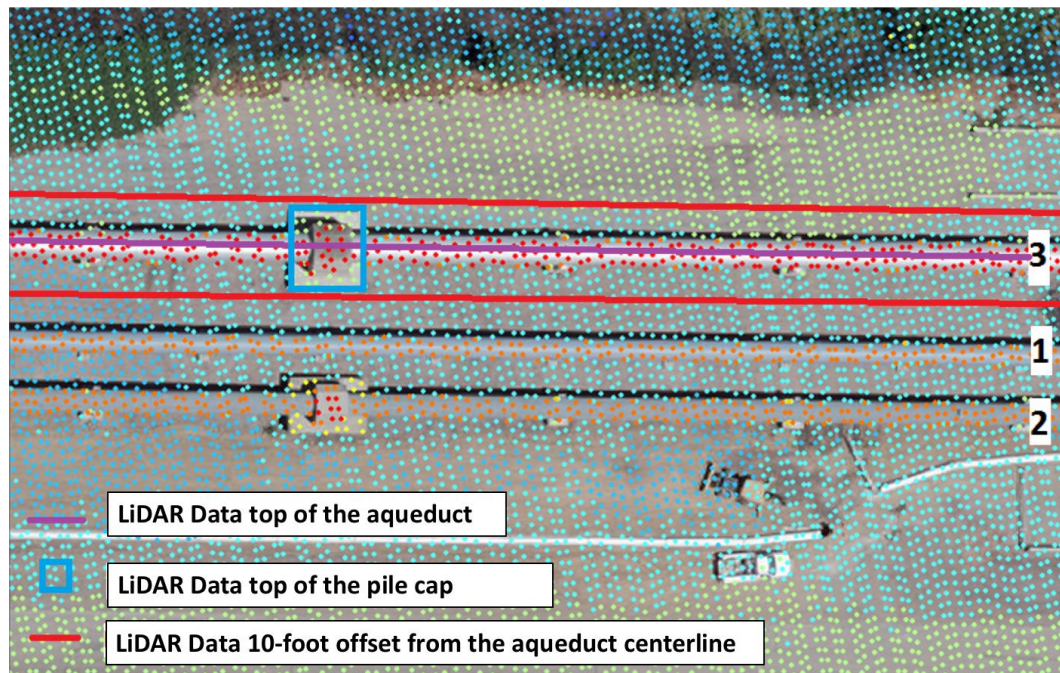 3
1
2
LiDAR Data top of the aqueduct
LiDAR Data top of the pile cap
LiDAR Data 10-foot offset from the aqueduct centerline